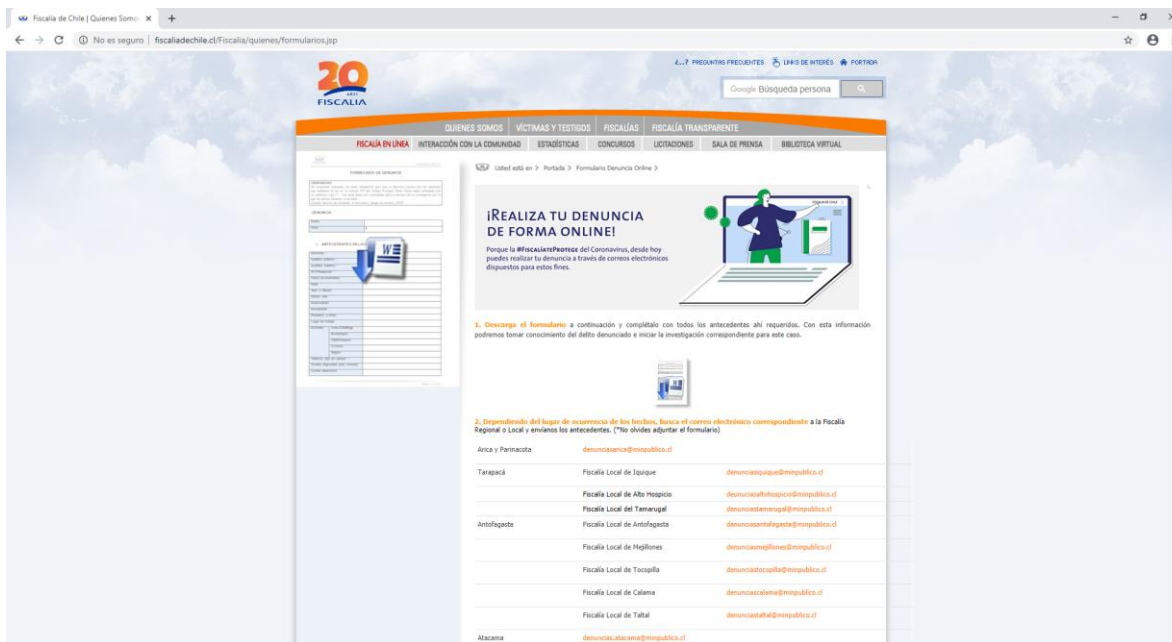 Fiscalía de Chile | Quienes Somo
No es seguro | fiscaliadechile.cl/Fiscalia/quienes/formularios.jsp
¿...? PREGUNTAS FRECUENTES LINKS DE INTERÉS PORTADA
20
AÑOS
FISCALIA
Google Búsqueda persona
QUIENES SOMOS VÍCTIMAS Y TESTIGOS FISCALÍAS FISCALÍA TRANSPARENTE
FISCALÍA EN LÍNEA INTERACCIÓN CON LA COMUNIDAD ESTADÍSTICAS CONCURSOS LICITACIONES SALA DE PRENSA BIBLIOTECA VIRTUAL
Usted está en > Portada > Formulario Denuncia Online >
FORMULARIO DE DENUNCIA
W
¡REALIZA TU DENUNCIA
DE FORMA ONLINE!
Porque la #FISCALÍATEPROTEGE del Coronavirus, desde hoy
puedes realizar tu denuncia a través de correos electrónicos
dispuestos para estos fines.
1. Descarga el formulario a continuación y complétalo con todos los antecedentes ahí requeridos. Con esta información
podremos tomar conocimiento del delito denunciado e iniciar la investigación correspondiente para este caso.
2. Dependiendo del lugar de ocurrencia de los hechos, busca el correo electrónico correspondiente a la Fiscalía
Regional o Local y envíanos los antecedentes. (*No olvides adjuntar el formulario)
Arica y Parinacota denunciasarica@minpublico.cl
Tarapacá Fiscalía Local de Iquique denunciasiquique@minpublico.cl
Fiscalía Local de Alto Hospicio denunciasaltohospicio@minpublico.cl
Fiscalía Local del Tamarugal denunciastamarugal@minpublico.cl
Antofagasta Fiscalía Local de Antofagasta denunciasantofagasta@minpublico.cl
Fiscalía Local de Mejillones denunciasmejillones@minpublico.cl
Fiscalía Local de Tocopilla denunciastocopilla@minpublico.cl
Fiscalía Local de Calama denunciascalama@minpublico.cl
Fiscalía Local de Taltal denunciastaltal@minpublico.cl
Atacama denuncias.atacama@minpublico.cl